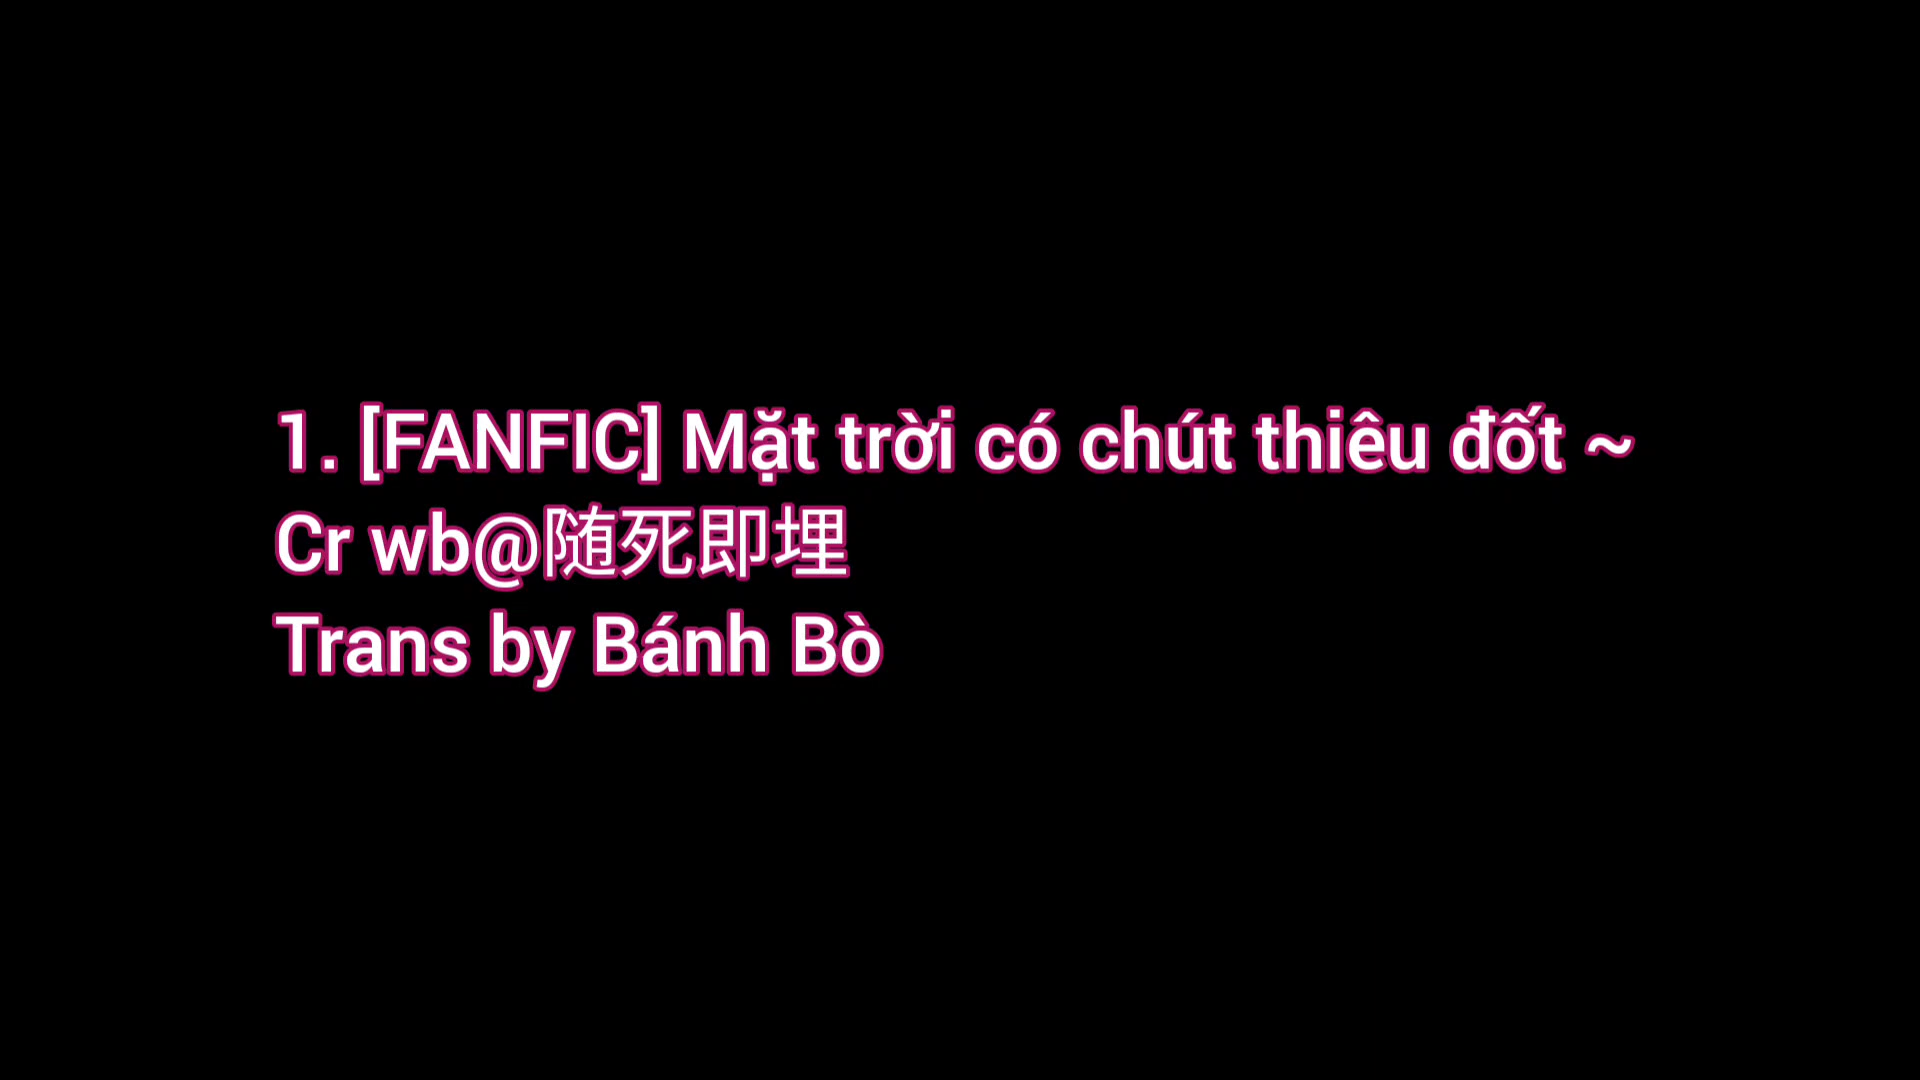 1. [FANFIC] Mặt trời có chút thiêu đốt ~
Cr wb@随死即埋
Trans by Bánh Bò